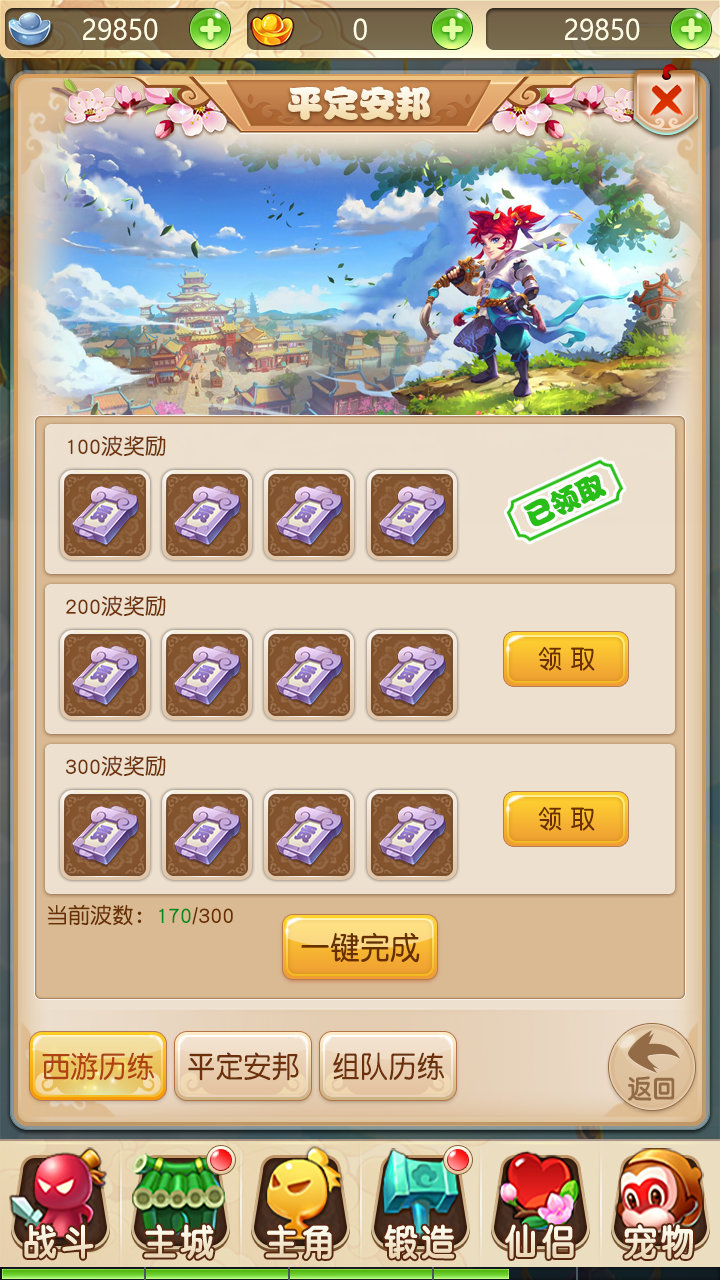 29850
0
29850
平定安邦
100波奖励
已领取
200波奖励
领取
300波奖励
领取
当前波数：170/300
一键完成
西游历练
平定安邦
组队历练
返回
战斗
主城
主角
锻造
仙侣
宠物